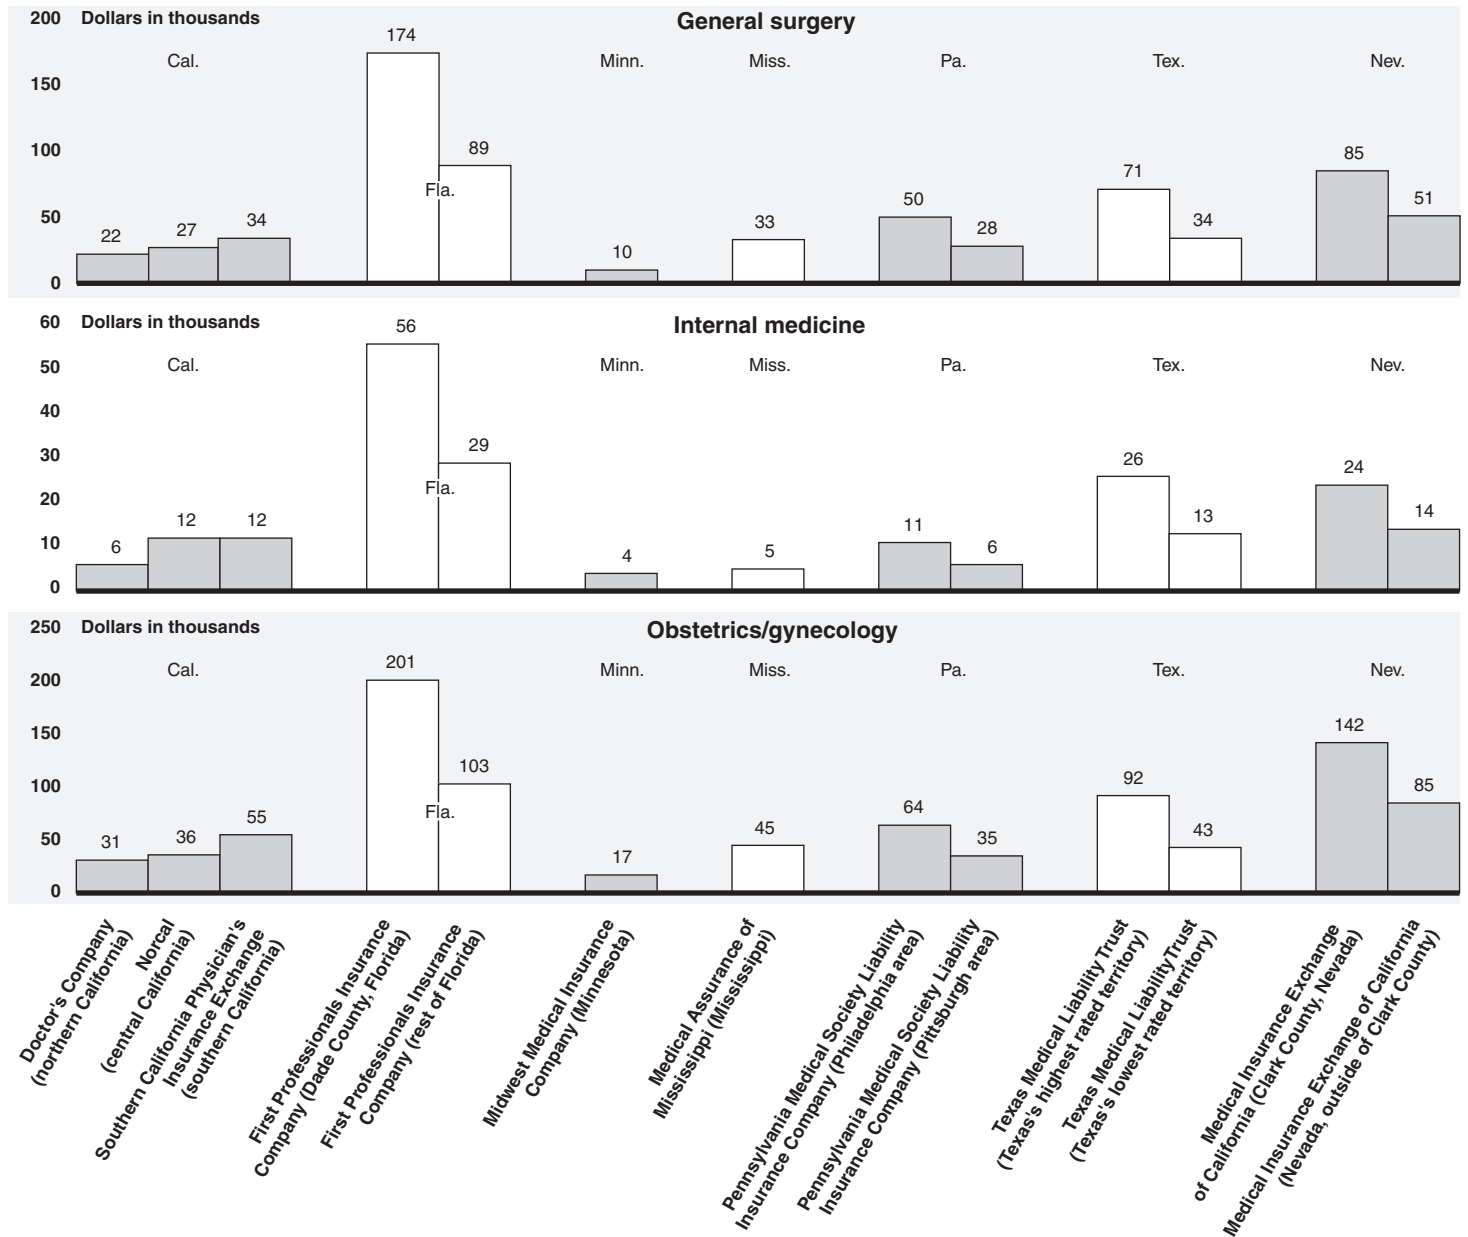 200 Dollars in thousands
General surgery
Cal.
Minn.
Miss.
Pa.
Tex.
Nev.
150
100
50
0
22
27
34
174
89
Fla.
10
33
50
28
71
34
85
51
60 Dollars in thousands
Internal medicine
Cal.
Minn.
Miss.
Pa.
Tex.
Nev.
50
40
30
20
10
0
6
12
12
56
29
Fla.
4
5
11
6
26
13
24
14
250 Dollars in thousands
Obstetrics/gynecology
Cal.
Minn.
Miss.
Pa.
Tex.
Nev.
200
150
100
50
0
31
36
55
201
103
Fla.
17
45
64
35
92
43
142
85
Doctor's Company
(northern California)
Norcal
(central California)
Southern California Physician's
Insurance Exchange
(southern California)
First Professionals Insurance
Company (Dade County, Florida)
First Professionals Insurance
Company (rest of Florida)
Midwest Medical Insurance
Company (Minnesota)
Medical Assurance of
Mississippi (Mississippi)
Pennsylvania Medical Society Liability
Insurance Company (Philadelphia area)
Pennsylvania Medical Society Liability
Insurance Company (Pittsburgh area)
Texas Medical Liability Trust
(Texas's highest rated territory)
Texas Medical Liability Trust
(Texas's lowest rated territory)
Medical Insurance Exchange
of California (Clark County, Nevada)
Medical Insurance Exchange of California
(Nevada, outside of Clark County)